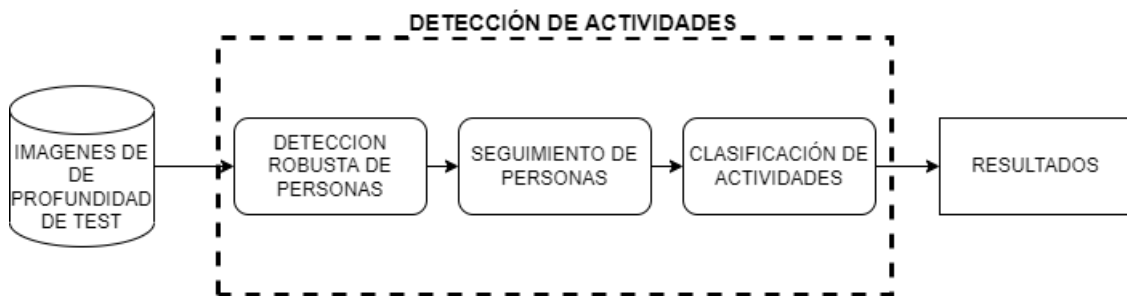 DETECCIÓN DE ACTIVIDADES
IMAGENES DE
DE
PROFUNDIDAD
DE TEST
DETECCION
ROBUSTA DE
PERSONAS
SEGUIMIENTO DE
PERSONAS
CLASIFICACIÓN DE
ACTIVIDADES
RESULTADOS